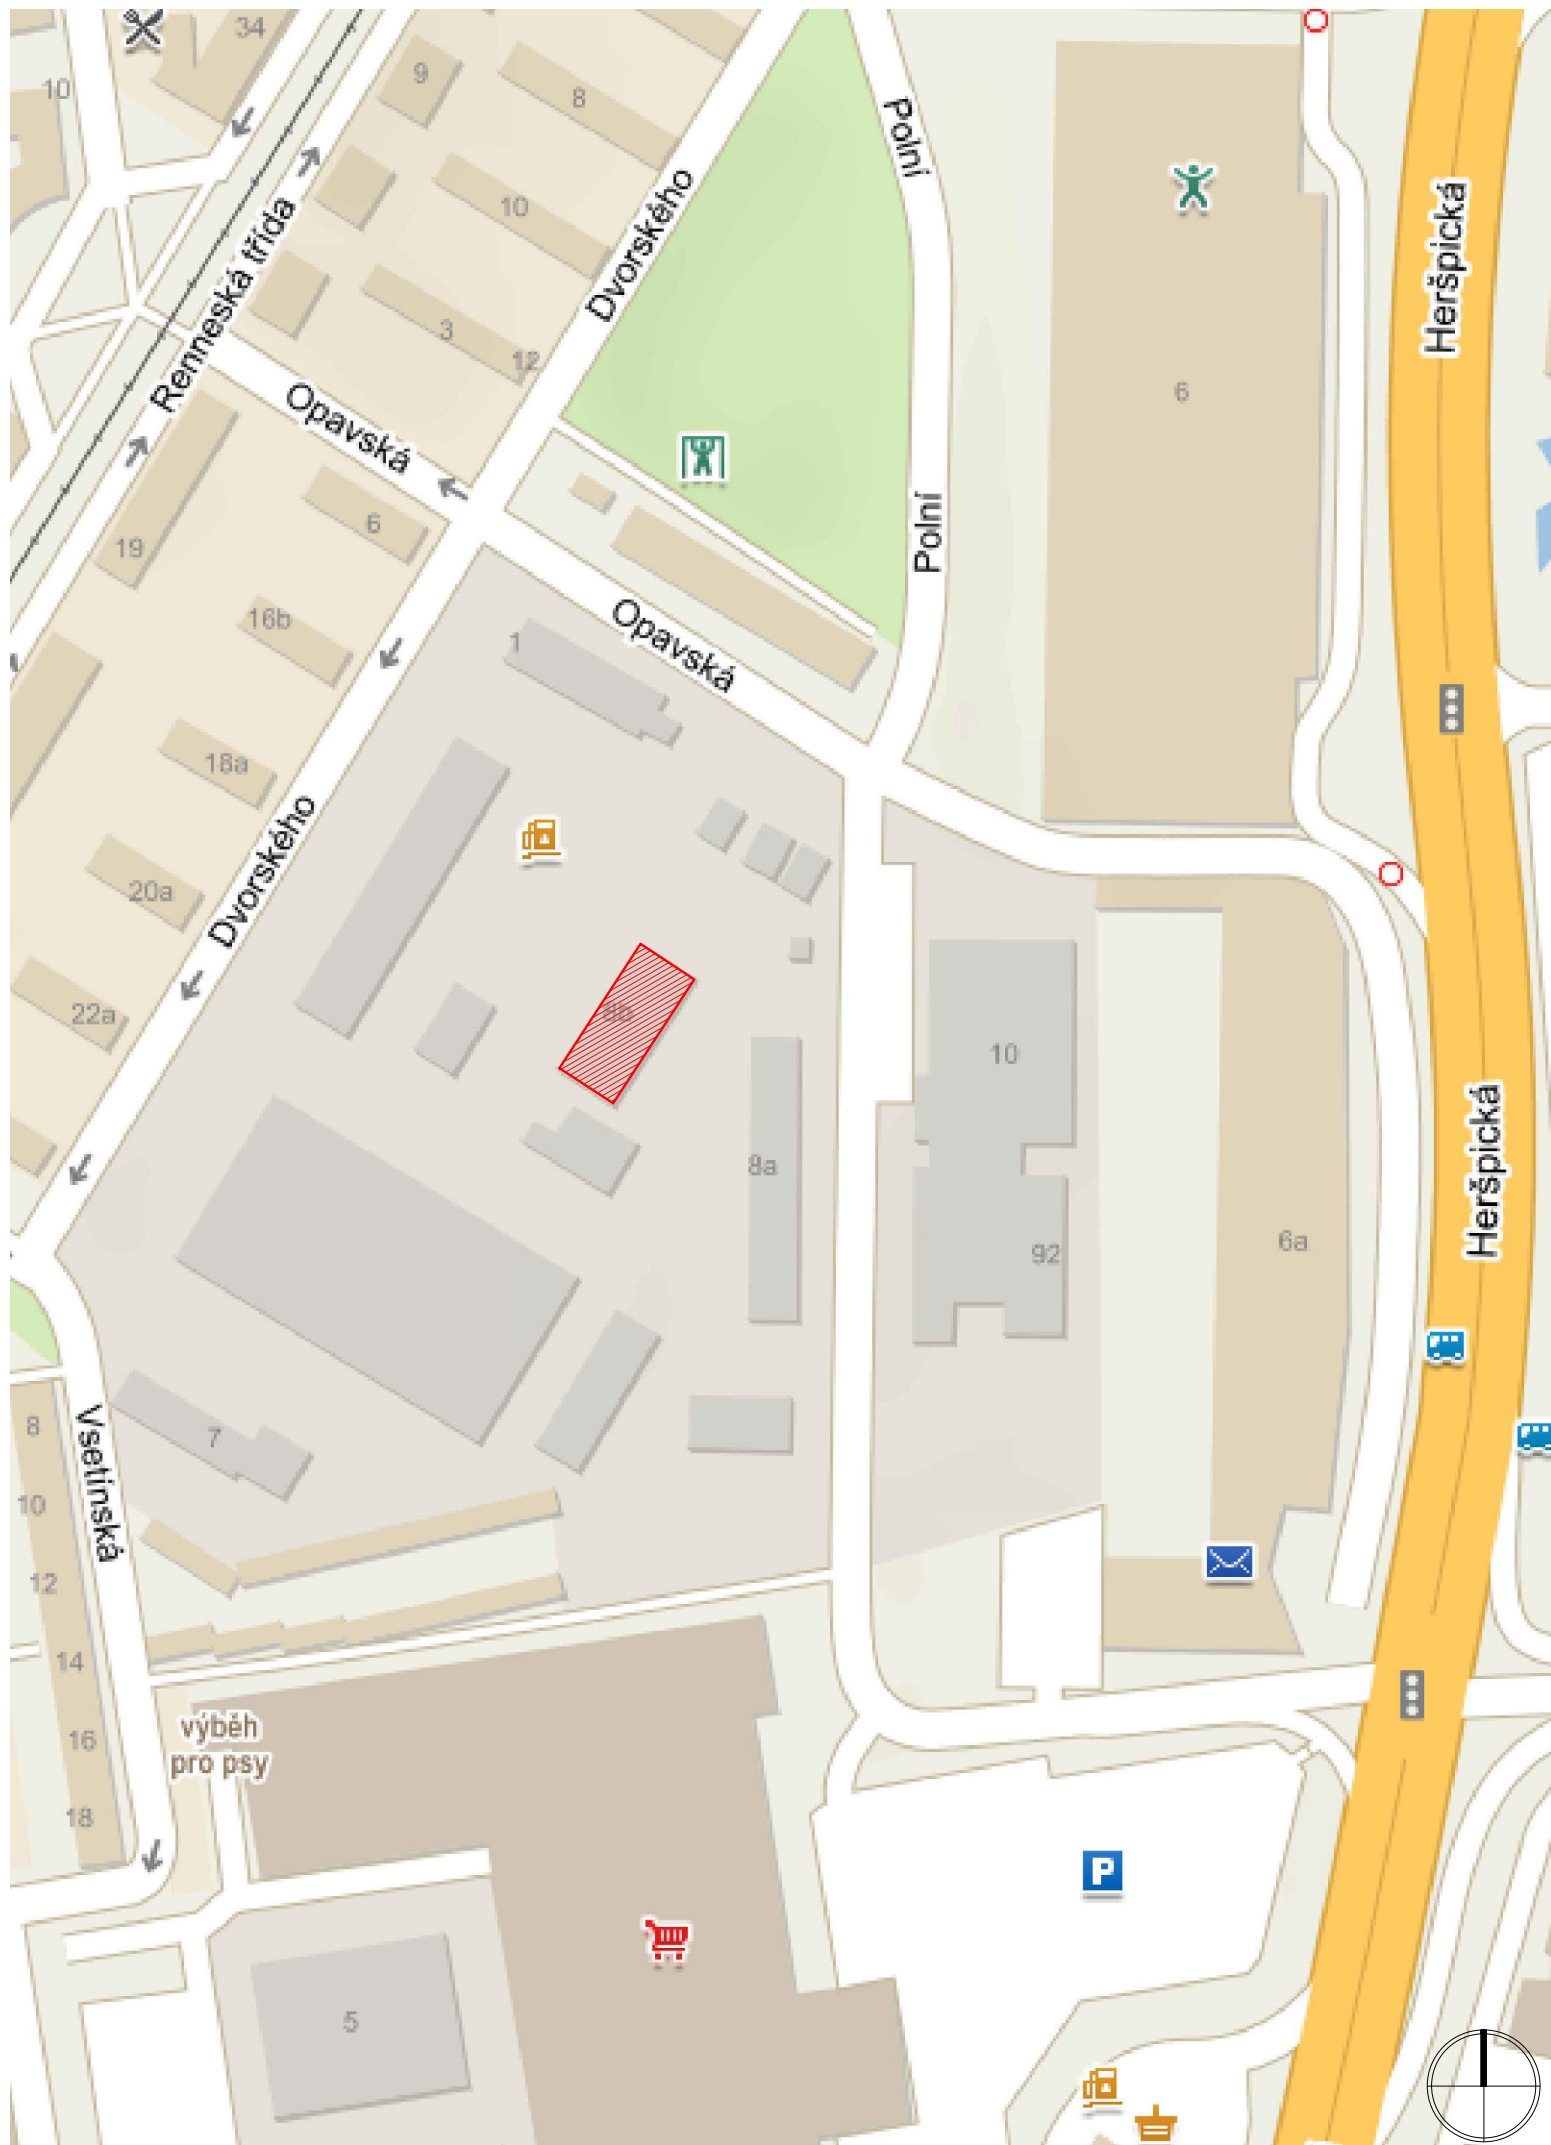 34
10
9
8
Polní
Dvorského
10
Heršpická
Renneská třída
3
12
6
Opavská
Polní
6
19
16b
1
Opavská
18a
Dvorského
20a
22a
8b
10
8a
92
6a
Heršpická
8
7
Vsetínská
10
12
14
výběh
pro psy
16
18
P
5